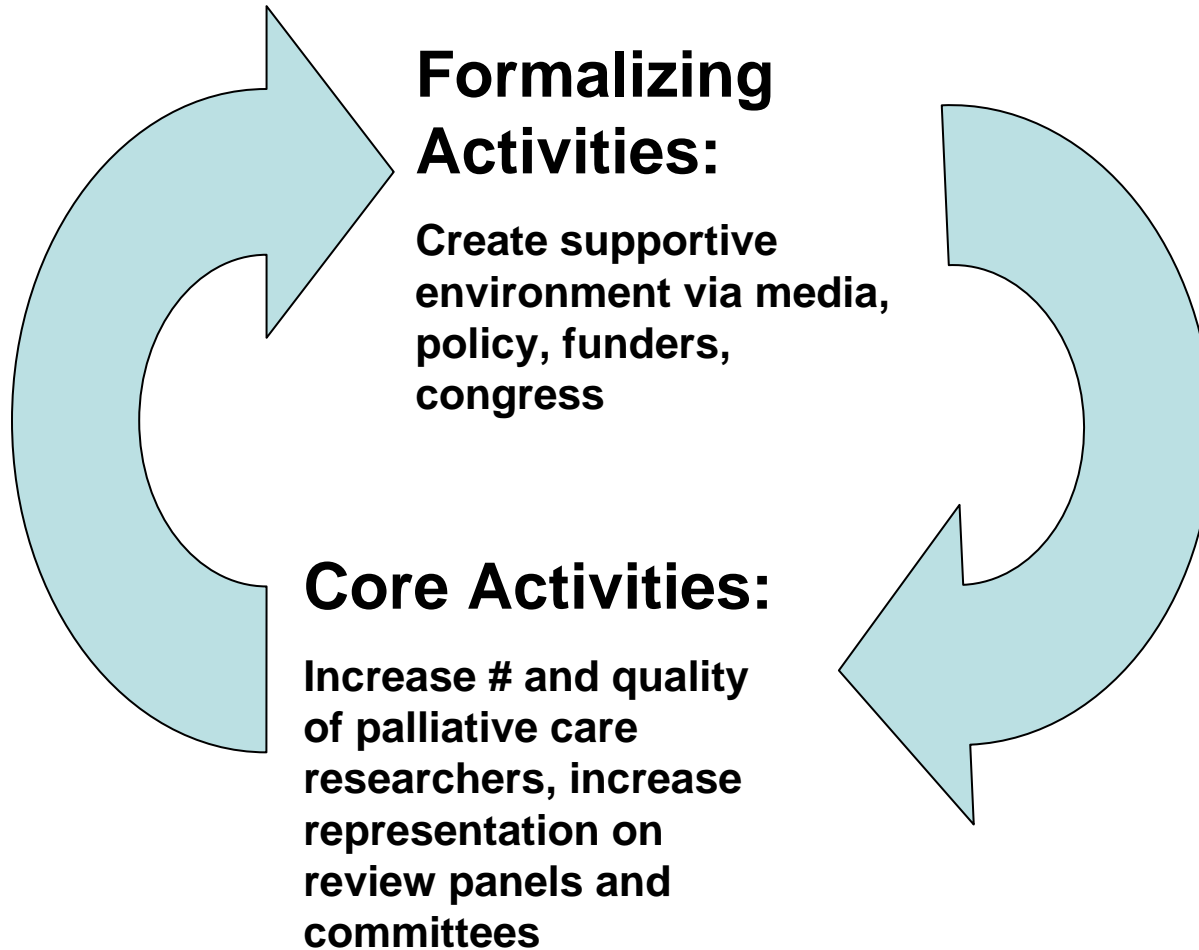 Formalizing
Activities:
Create supportive
environment via media,
policy, funders,
congress
Core Activities:
Increase # and quality
of palliative care
researchers, increase
representation on
review panels and
committees